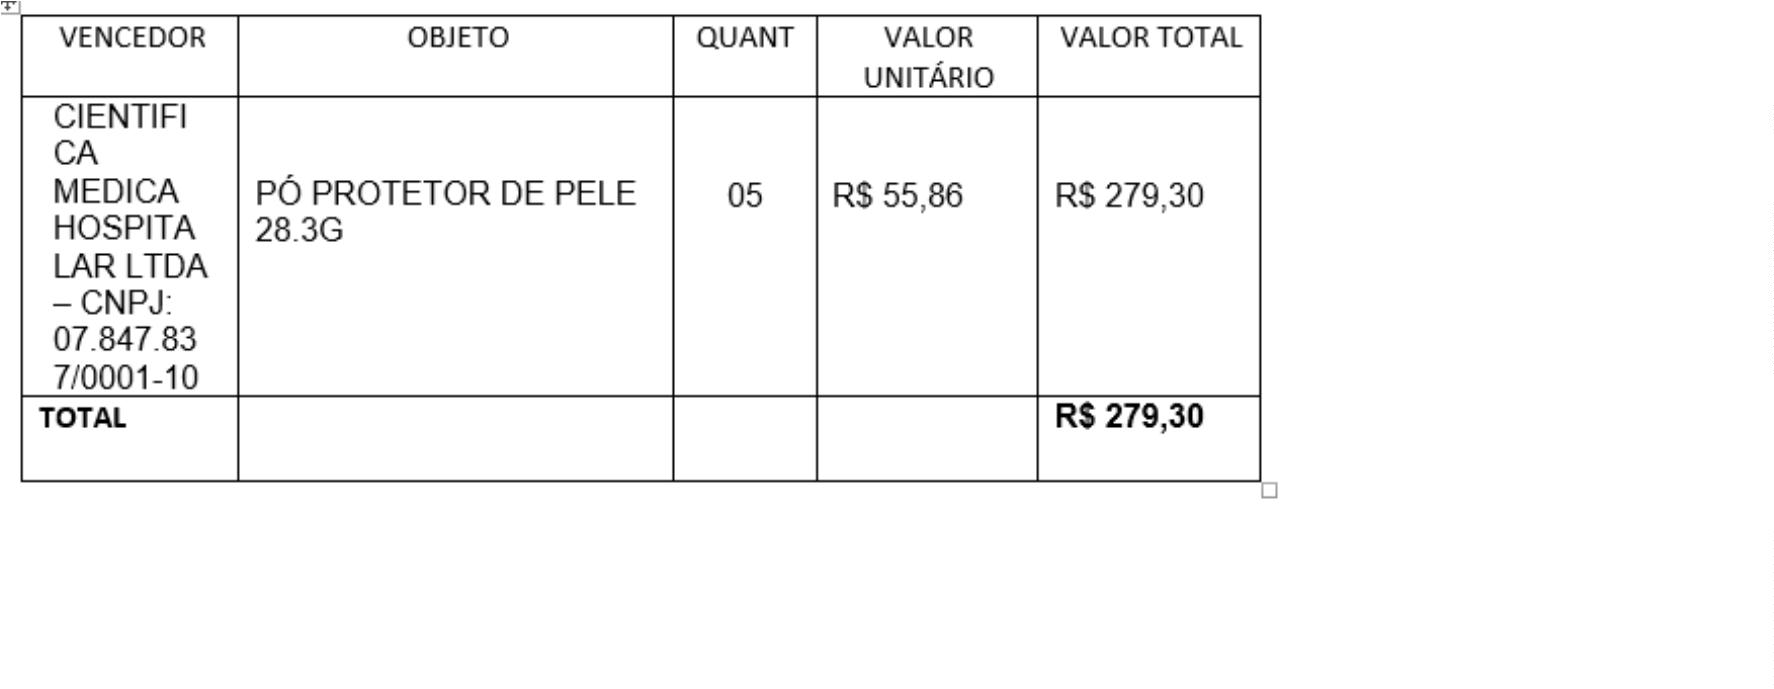 VENCEDOR OBJETO QUANT VALOR UNITÁRIO VALOR TOTAL
CIENTIFI
CA
MEDICA
HOSPITA
LAR LTDA
– CNPJ:
07.847.83
7/0001-10
PÓ PROTETOR DE PELE
28.3G
05
R$ 55,86
R$ 279,30
TOTAL
R$ 279,30